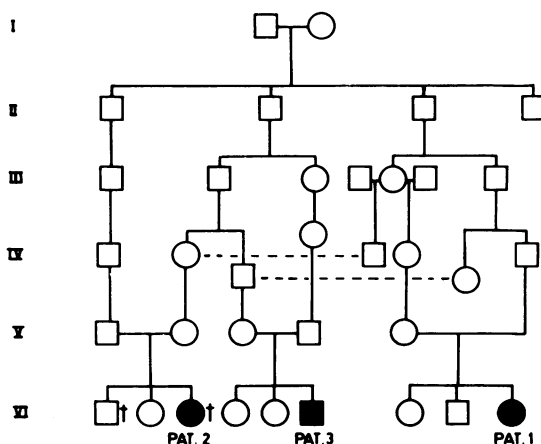 I
II
III
IV
V
VI
† †
PAT. 2 PAT. 3 PAT. 1